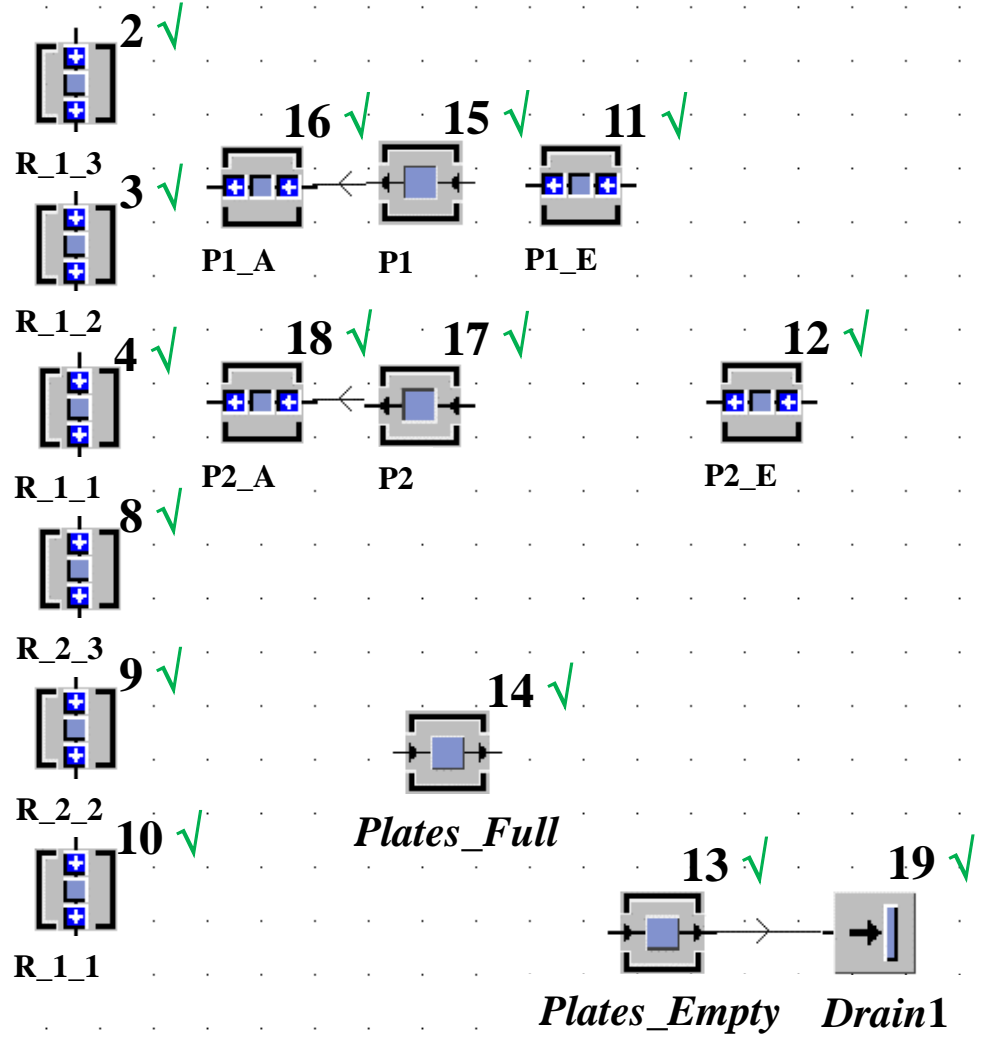 2 √
R_1_3
3 √
16 √
15 √
11 √
P1_A
P1
P1_E
R_1_2
4 √
18 √
17 √
12 √
P2_A
P2
P2_E
R_1_1
8 √
R_2_3
9 √
14 √
R_2_2
10 √
Plates_Full
13 √
19 √
R_1_1
Plates_Empty
Drain1